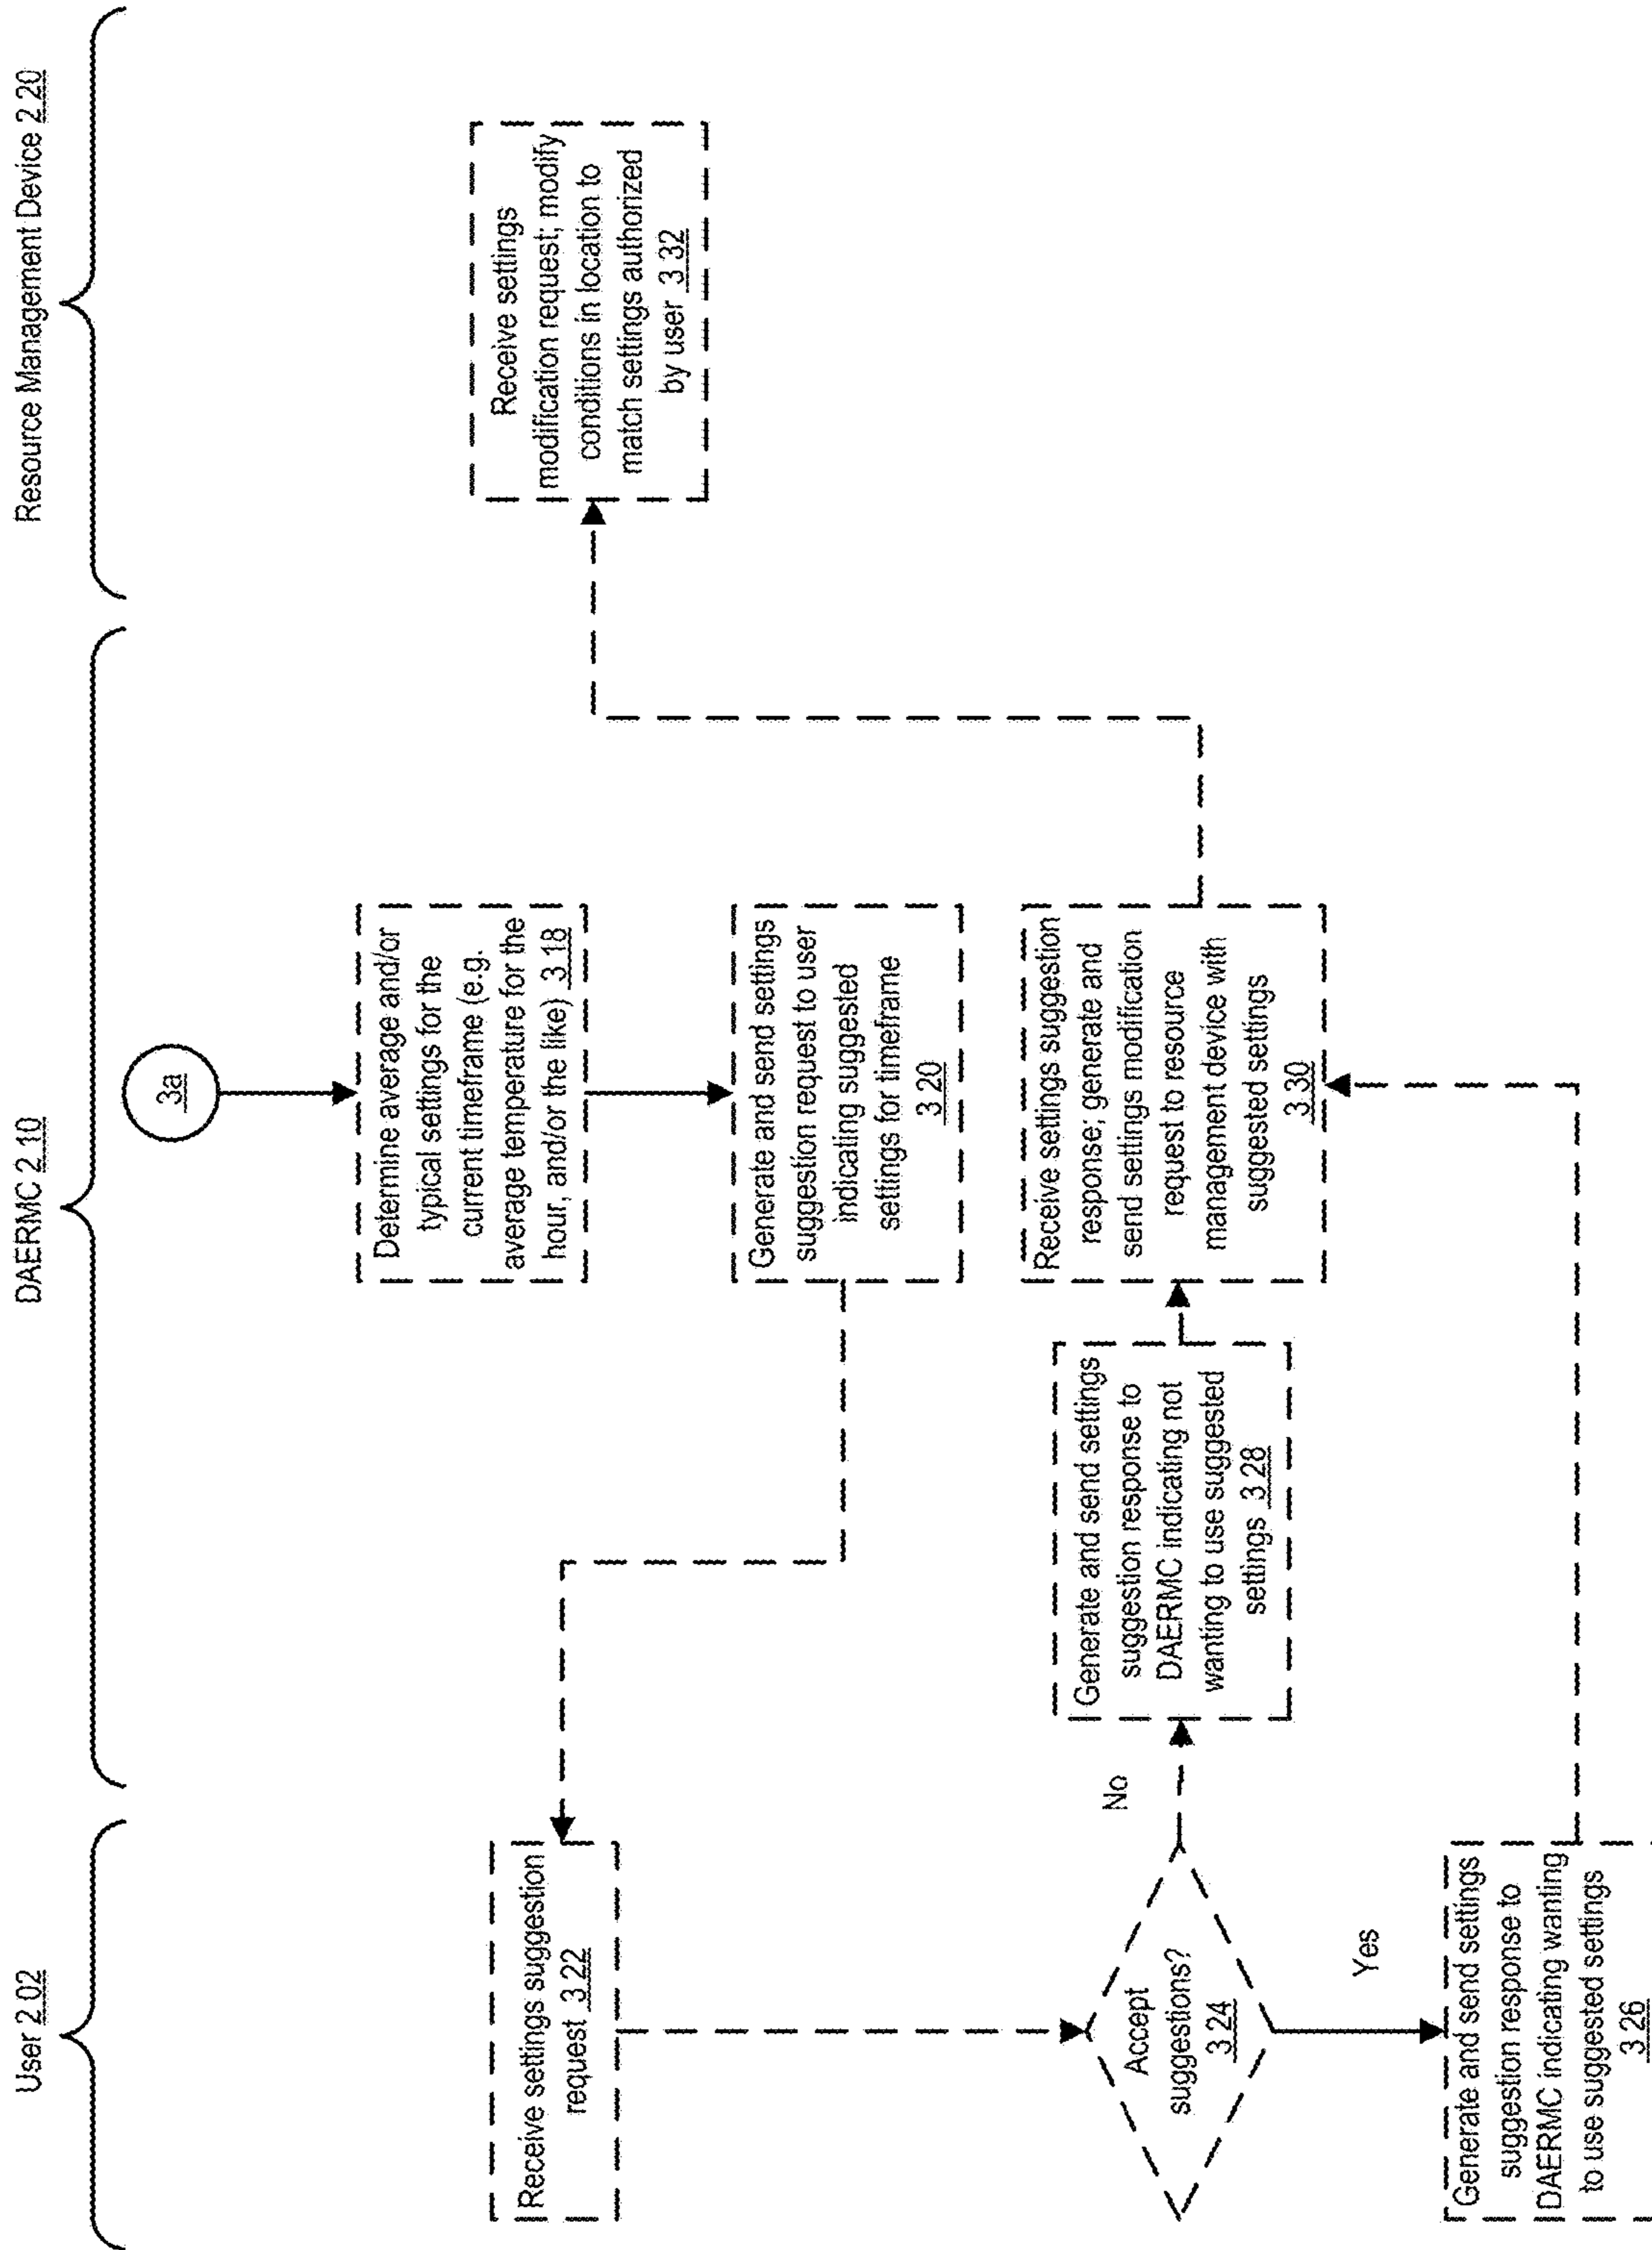 User 2 02
DAERMC 2 10
Resource Management Device 2 20
3a
Determine average and/or
typical settings for the
current timeframe (e.g.
average temperature for the
hour, and/or the like) 3 18
Generate and send settings
suggestion request to user
indicating suggested
settings for timeframe
3 20
Receive settings suggestion
request 3 22
Accept
suggestions?
3 24
No
Yes
Generate and send settings
suggestion response to
DAERMC indicating not
wanting to use suggested
settings 3 28
Generate and send settings
suggestion response to
DAERMC indicating wanting
to use suggested settings
3 26
Receive settings suggestion
response; generate and
send settings modification
request to resource
management device with
suggested settings
3 30
Receive settings
modification request; modify
conditions in location to
match settings authorized
by user 3 32